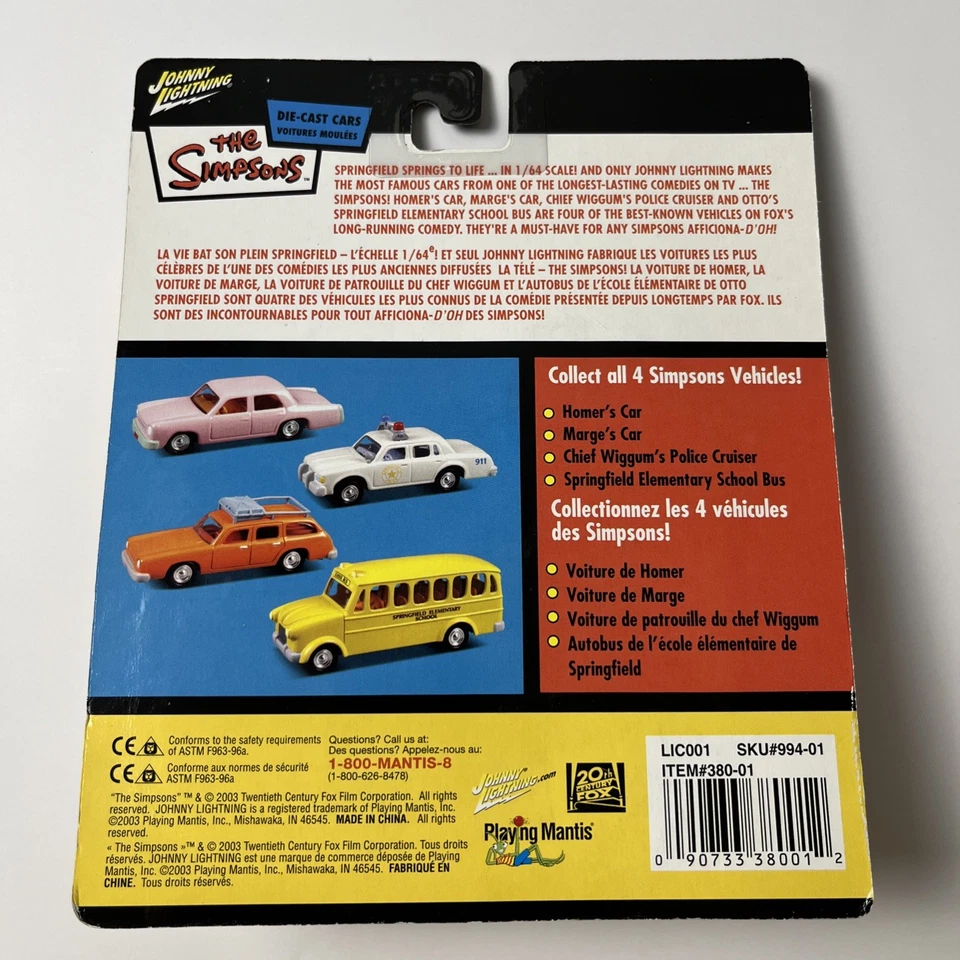 JOHNNY
LIGHTNING
DIE-CAST CARS
VOITURES MOULÉES
THE
SIMPSONS™
SPRINGFIELD SPRINGS TO LIFE ... IN 1/64 SCALE! AND ONLY JOHNNY LIGHTNING MAKES
THE MOST FAMOUS CARS FROM ONE OF THE LONGEST-LASTING COMEDIES ON TV ... THE
SIMPSONS! HOMER'S CAR, MARGE'S CAR, CHIEF WIGGUM'S POLICE CRUISER AND OTTO'S
SPRINGFIELD ELEMENTARY SCHOOL BUS ARE FOUR OF THE BEST-KNOWN VEHICLES ON FOX'S
LONG-RUNNING COMEDY. THEY'RE A MUST-HAVE FOR ANY SIMPSONS AFFICIONA-D'OH!
LA VIE BAT SON PLEIN SPRINGFIELD – L'ÉCHELLE 1/64e! ET SEUL JOHNNY LIGHTNING FABRIQUE LES VOITURES LES PLUS
CÉLÈBRES DE L'UNE DES COMÉDIES LES PLUS ANCIENNES DIFFUSÉES LA TÉLÉ – THE SIMPSONS! LA VOITURE DE HOMER, LA
VOITURE DE MARGE, LA VOITURE DE PATROUILLE DU CHEF WIGGUM ET L'AUTOBUS DE L'ÉCOLE ÉLÉMENTAIRE DE OTTO
SPRINGFIELD SONT QUATRE DES VÉHICULES LES PLUS CONNUS DE LA COMÉDIE PRÉSENTÉE DEPUIS LONGTEMPS PAR FOX. ILS
SONT DES INCONTOURNABLES POUR TOUT AFFICIONA-D'OH DES SIMPSONS!
911
SPRINGFIELD ELEMENTARY
SCHOOL
Collect all 4 Simpsons Vehicles!
Homer's Car
Marge's Car
Chief Wiggum's Police Cruiser
Springfield Elementary School Bus
Collectionnez les 4 véhicules
des Simpsons!
Voiture de Homer
Voiture de Marge
Voiture de patrouille du chef Wiggum
Autobus de l'école élémentaire de
Springfield
CE Conforms to the safety requirements
of ASTM F963-96a.
CE Conforme aux normes de sécurité
ASTM F963-96a
Questions? Call us at:
Des questions? Appelez-nous au:
1-800-MANTIS-8
(1-800-626-8478)
"The Simpsons" ™ & © 2003 Twentieth Century Fox Film Corporation. All rights
reserved. JOHNNY LIGHTNING is a registered trademark of Playing Mantis, Inc.
©2003 Playing Mantis, Inc., Mishawaka, IN 46545. MADE IN CHINA. All rights
reserved.
« The Simpsons »™ & © 2003 Twentieth Century Fox Film Corporation. Tous droits
réservés. JOHNNY LIGHTNING est une marque de commerce déposée de Playing
Mantis, Inc. ©2003 Playing Mantis, Inc., Mishawaka, IN 46545. FABRIQUÉ EN
CHINE. Tous droits réservés.
JOHNNY
LIGHTNING.com
20th
CENTURY
FOX
Playing Mantis®
LIC001 SKU#994-01
ITEM#380-01
0 90733 38001 2